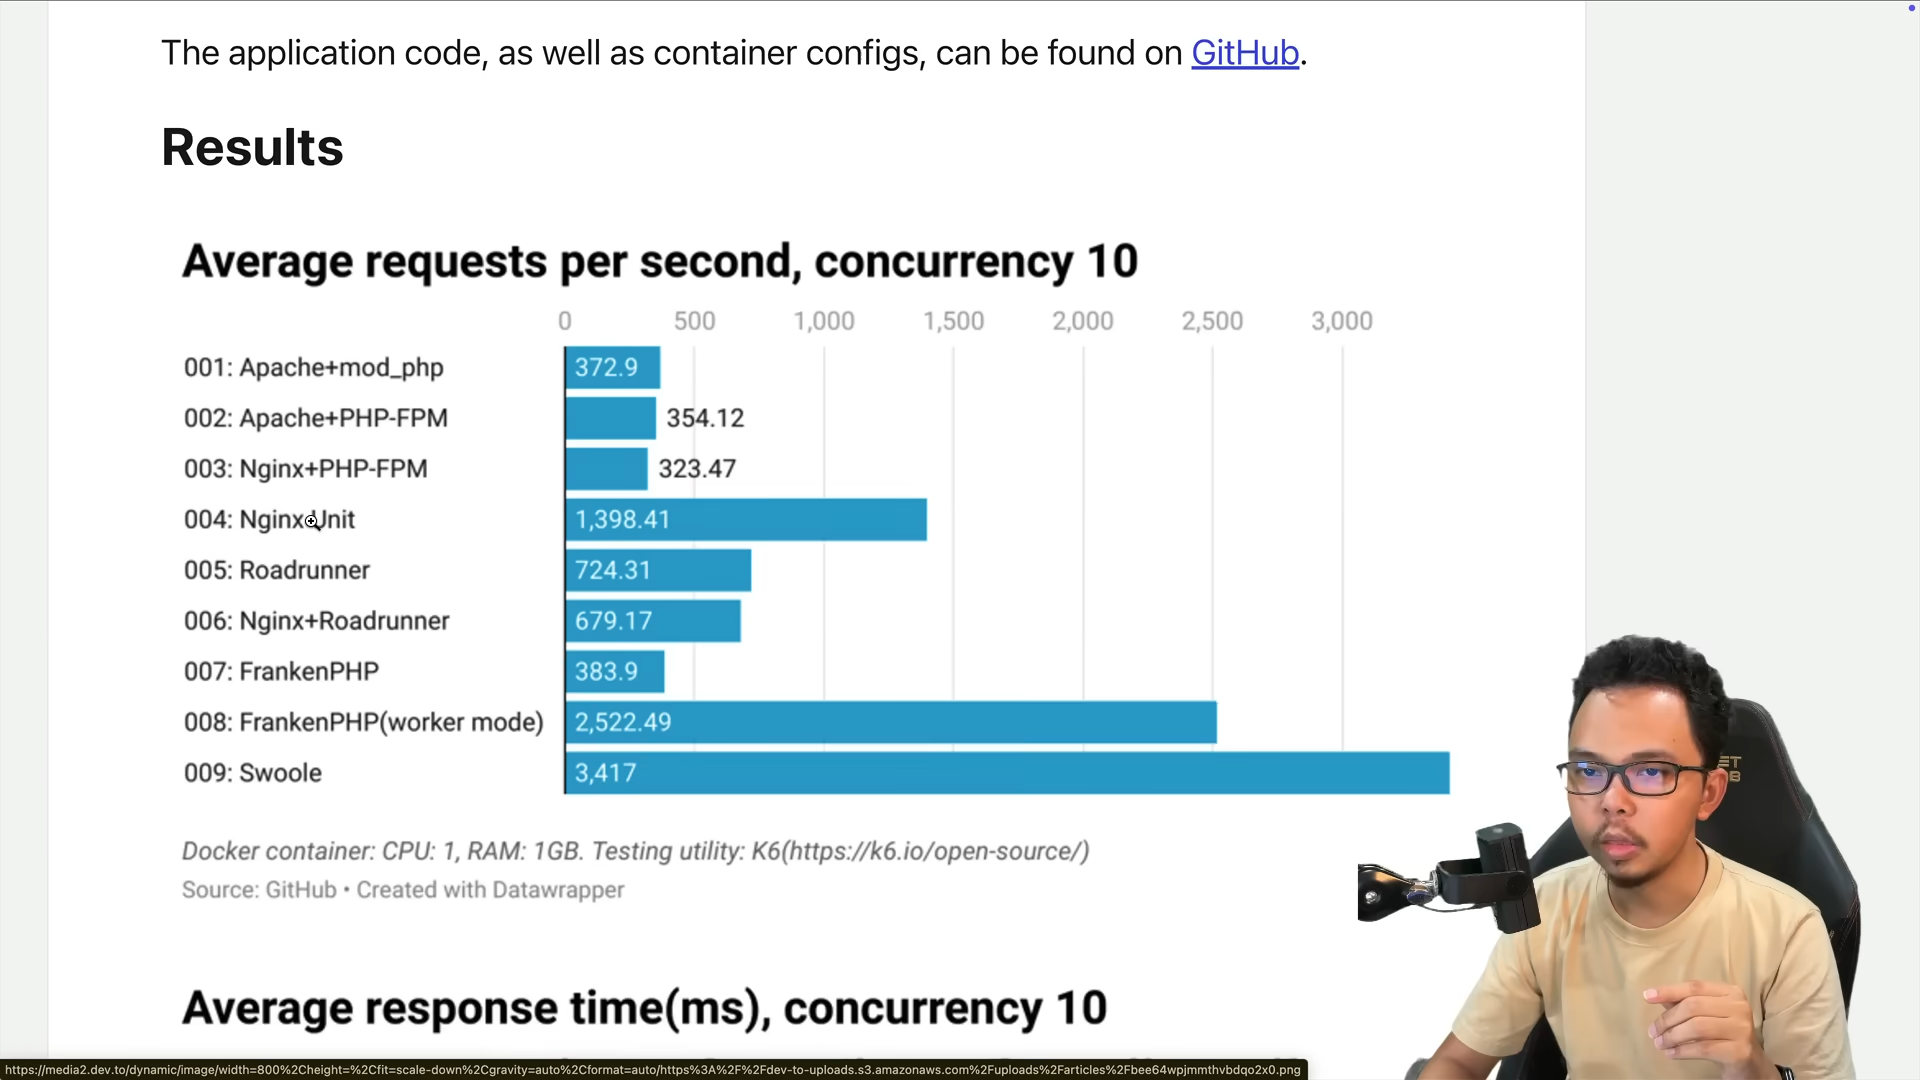 The application code, as well as container configs, can be found on GitHub.
Results
Average requests per second, concurrency 10
0 500 1,000 1,500 2,000 2,500 3,000
001: Apache+mod_php 372.9
002: Apache+PHP-FPM 354.12
003: Nginx+PHP-FPM 323.47
004: Nginx Unit 1,398.41
005: Roadrunner 724.31
006: Nginx+Roadrunner 679.17
007: FrankenPHP 383.9
008: FrankenPHP(worker mode) 2,522.49
009: Swoole 3,417
Docker container: CPU: 1, RAM: 1GB. Testing utility: K6(https://k6.io/open-source/)
Source: GitHub • Created with Datawrapper
Average response time(ms), concurrency 10
https://media2.dev.to/dynamic/image/width=800%2Cheight=%2Cfit=scale-down%2Cgravity=auto%2Cformat=auto/https%3A%2F%2Fdev-to-uploads.s3.amazonaws.com%2Fuploads%2Farticles%2Fbee64wpjmmthvbdqo2x0.png